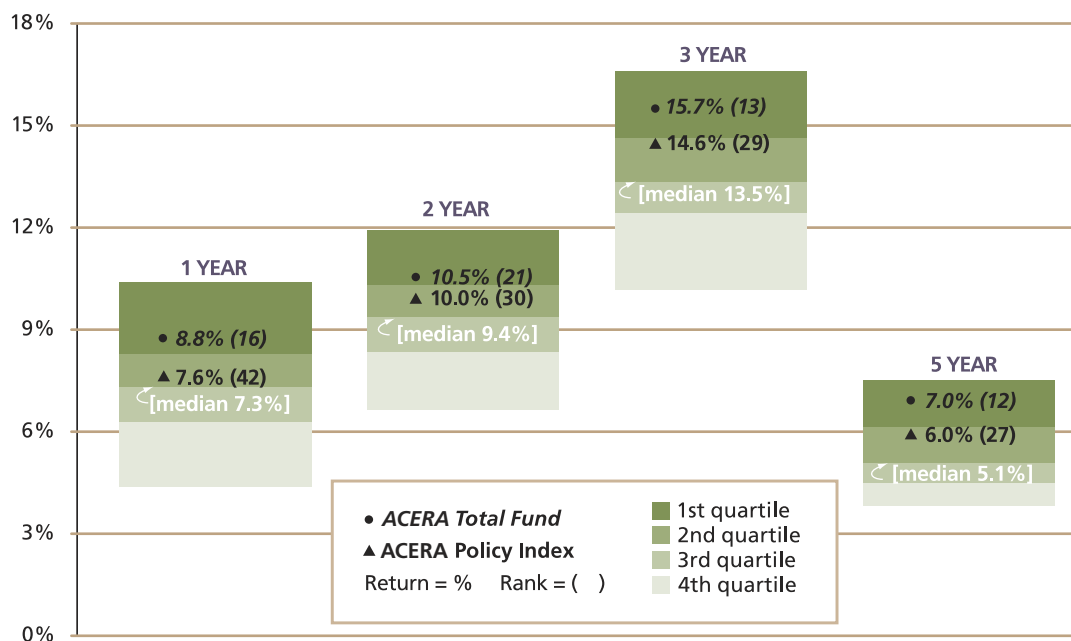 18%
15%
12%
9%
6%
3%
0%
1 YEAR
8.8% (16)
7.6% (42)
[median 7.3%]
2 YEAR
10.5% (21)
10.0% (30)
[median 9.4%]
3 YEAR
15.7% (13)
14.6% (29)
[median 13.5%]
5 YEAR
7.0% (12)
6.0% (27)
[median 5.1%]
ACERA Total Fund
ACERA Policy Index
Return = % Rank = ( )
1st quartile
2nd quartile
3rd quartile
4th quartile